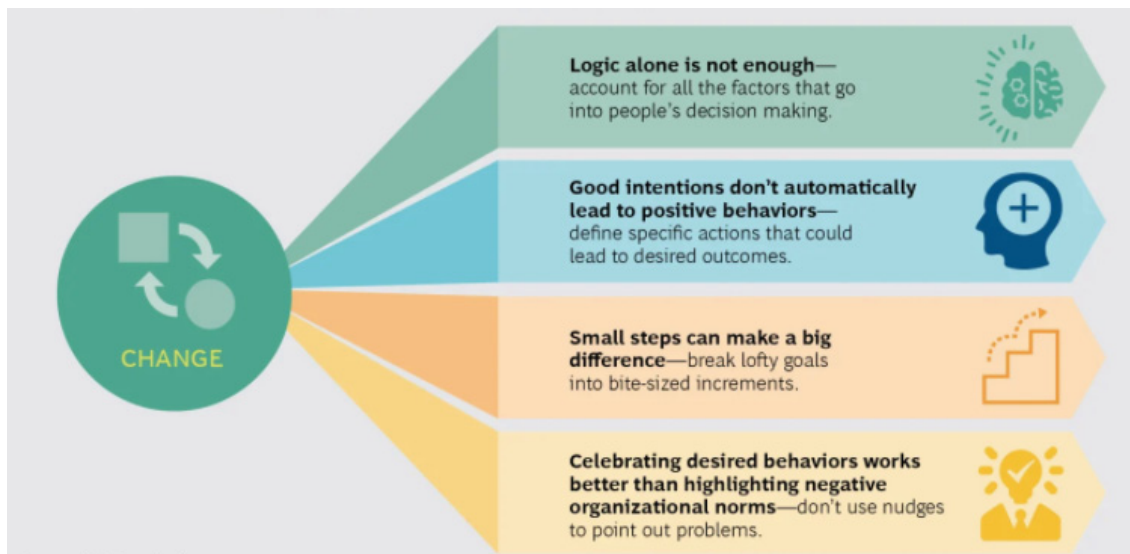 CHANGE
Logic alone is not enough—
account for all the factors that go
into people's decision making.
Good intentions don't automatically
lead to positive behaviors—
define specific actions that could
lead to desired outcomes.
Small steps can make a big
difference—break lofty goals
into bite-sized increments.
Celebrating desired behaviors works
better than highlighting negative
organizational norms—don't use nudges
to point out problems.